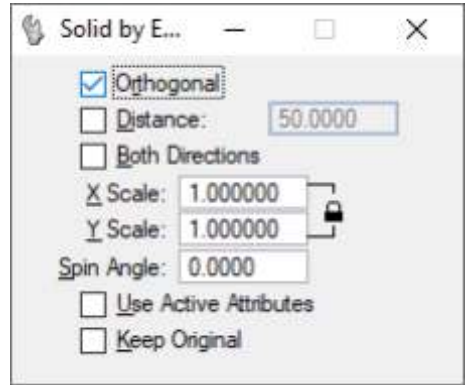 Solid by E...
Orthogonal
Distance: 50.0000
Both Directions
X Scale: 1.000000
Y Scale: 1.000000
Spin Angle: 0.0000
Use Active Attributes
Keep Original